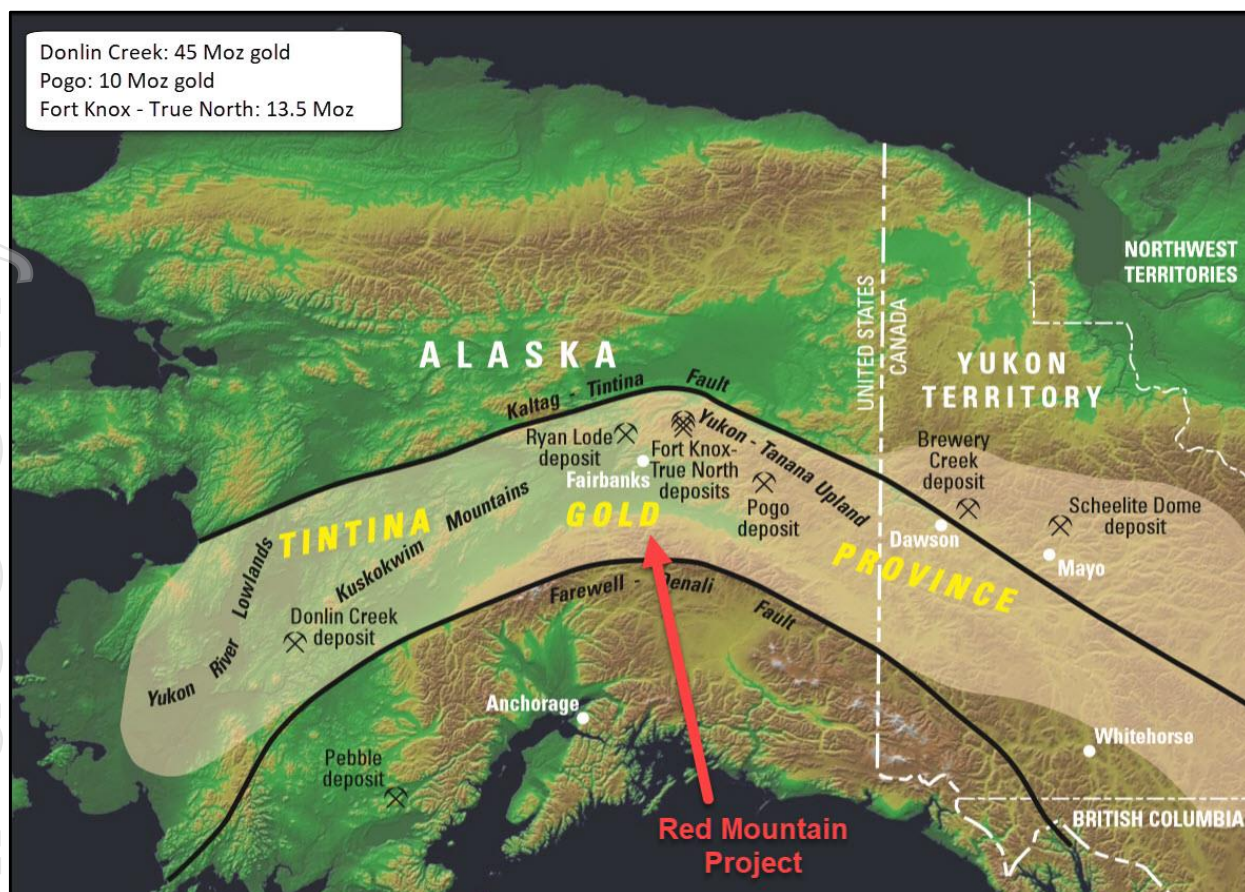 Donlin Creek: 45 Moz gold
Pogo: 10 Moz gold
Fort Knox - True North: 13.5 Moz
NORTHWEST
TERRITORIES
UNITED STATES
CANADA
ALASKA
YUKON
TERRITORY
Kaltag - Tintina Fault
Ryan Lode
deposit
Fairbanks
Fort Knox-
True North
deposits
Yukon - Tanana Upland
Pogo
deposit
Brewery
Creek
deposit
Scheelite Dome
deposit
Dawson
Mayo
TINTINA GOLD PROVINCE
Kuskokwim Mountains
Yukon River Lowlands
Donlin Creek
deposit
Farewell - Denali Fault
Anchorage
Whitehorse
Pebble
deposit
Red Mountain
Project
BRITISH COLUMBIA